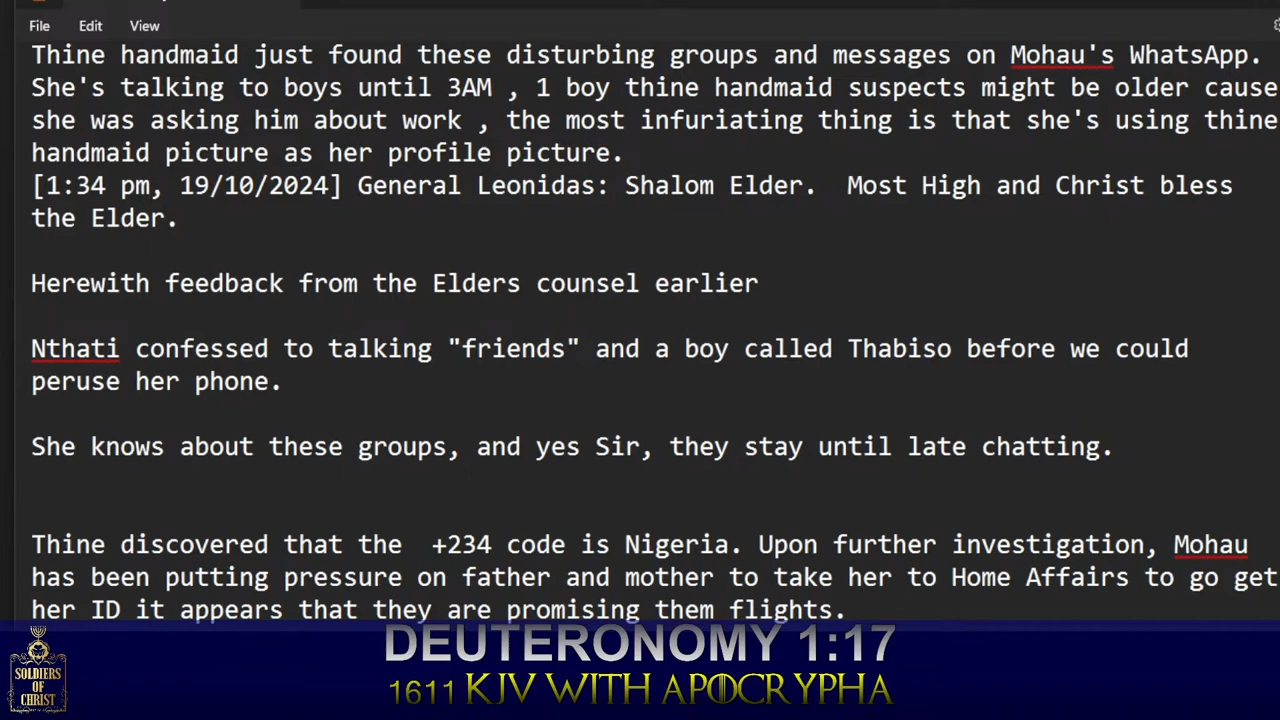 File Edit View
Thine handmaid just found these disturbing groups and messages on Mohau's WhatsApp.
She's talking to boys until 3AM , 1 boy thine handmaid suspects might be older cause
she was asking him about work , the most infuriating thing is that she's using thine
handmaid picture as her profile picture.
[1:34 pm, 19/10/2024] General Leonidas: Shalom Elder.  Most High and Christ bless
the Elder.
Herewith feedback from the Elders counsel earlier
Nthati confessed to talking "friends" and a boy called Thabiso before we could
peruse her phone.
She knows about these groups, and yes Sir, they stay until late chatting.
Thine discovered that the  +234 code is Nigeria. Upon further investigation, Mohau
has been putting pressure on father and mother to take her to Home Affairs to go get
her ID it appears that they are promising them flights.
DEUTERONOMY 1:17
1611 KJV WITH APOCRYPHA
SOLDIERS
OF
CHRIST